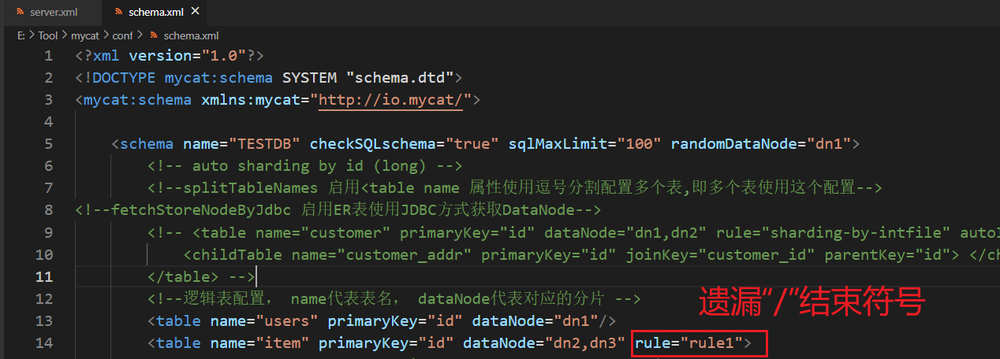 server.xml schema.xml
E: > Tool > mycat > conf > schema.xml
1 <?xml version="1.0"?>
2 <!DOCTYPE mycat:schema SYSTEM "schema.dtd">
3 <mycat:schema xmlns:mycat="http://io.mycat/">
4
5 <schema name="TESTDB" checkSQLschema="true" sqlMaxLimit="100" randomDataNode="dn1">
6 <!-- auto sharding by id (long) -->
7 <!--splitTableNames 启用<table name 属性使用逗号分割配置多个表,即多个表使用这个配置-->
8 <!--fetchStoreNodeByJdbc 启用ER表使用JDBC方式获取DataNode-->
9 <!-- <table name="customer" primaryKey="id" dataNode="dn1,dn2" rule="sharding-by-intfile" auto
10 <childTable name="customer_addr" primaryKey="id" joinKey="customer_id" parentKey="id"> </ch
11 </table> -->
12 <!--逻辑表配置， name代表表名， dataNode代表对应的分片 -->
遗漏“/”结束符号
13 <table name="users" primaryKey="id" dataNode="dn1"/>
14 <table name="item" primaryKey="id" dataNode="dn2,dn3" rule="rule1">